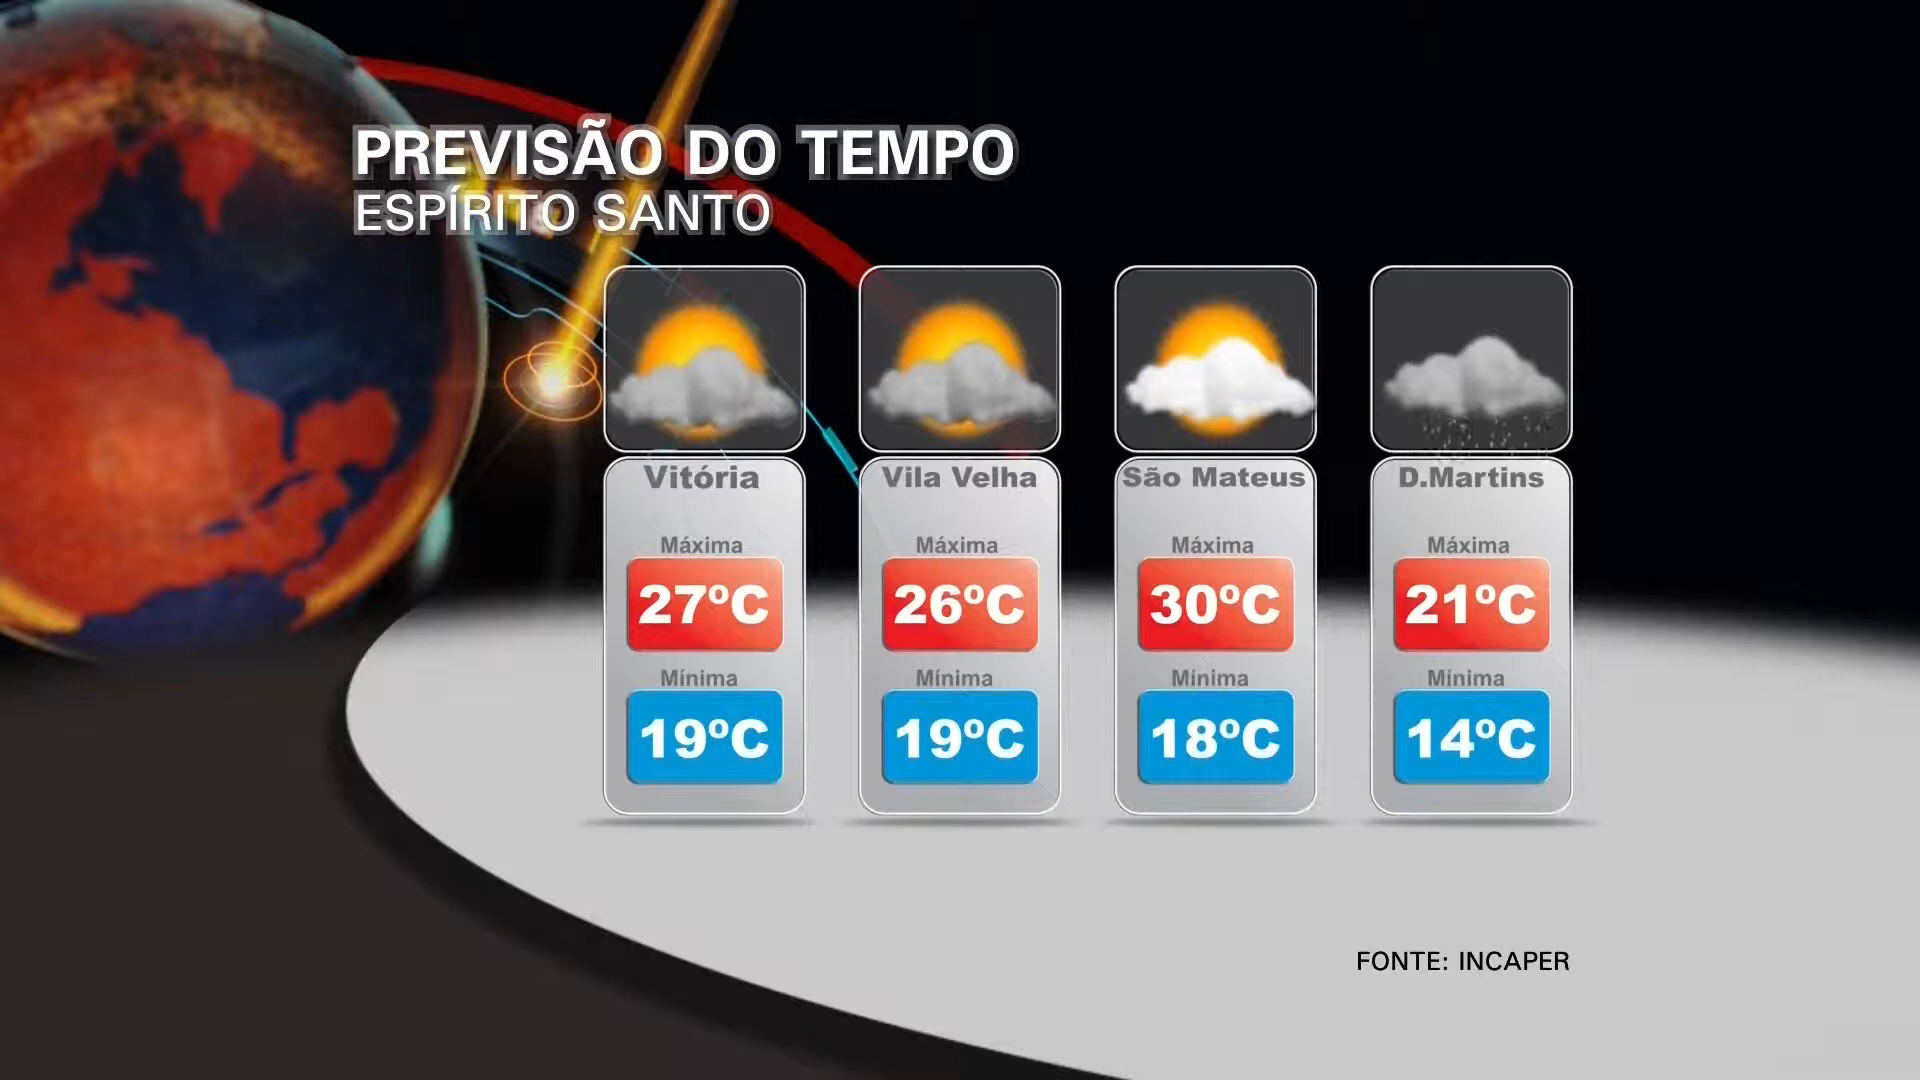 PREVISÃO DO TEMPO
ESPÍRITO SANTO
Vitória
Máxima
27ºC
Mínima
19ºC
Vila Velha
Máxima
26ºC
Mínima
19ºC
São Mateus
Máxima
30ºC
Mínima
18ºC
D.Martins
Máxima
21ºC
Mínima
14ºC
FONTE: INCAPER